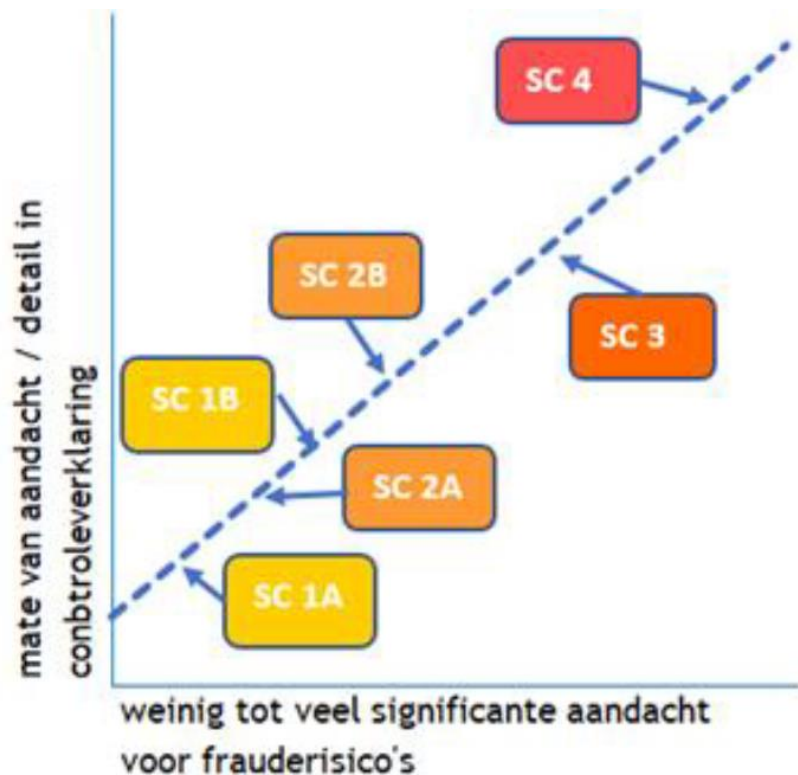 SC 4
SC 2B
SC 3
SC 1B
SC 2A
SC 1A
mate van aandacht / detail in
conbtroleverklaring
weinig tot veel significante aandacht
voor frauderisico's